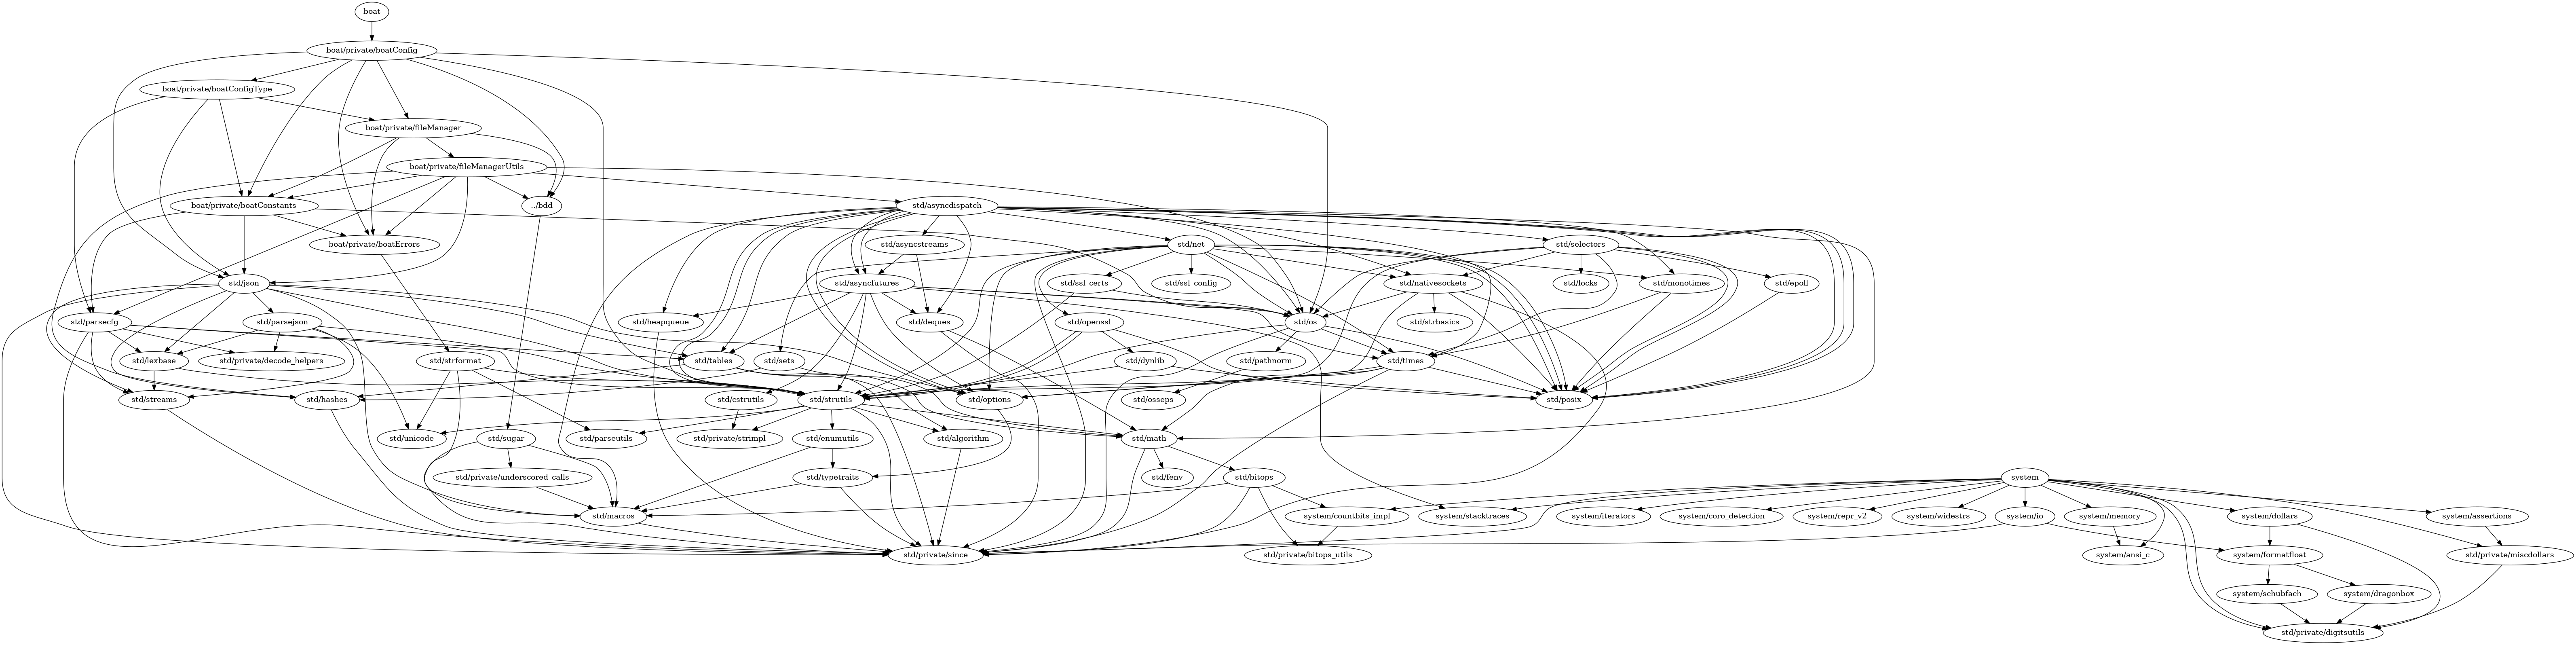 boat
boat/private/boatConfig
boat/private/boatConfigType
boat/private/fileManager
boat/private/fileManagerUtils
boat/private/boatConstants
../bdd
std/asyncdispatch
boat/private/boatErrors
std/asyncstreams
std/net
std/selectors
std/json
std/asyncfutures
std/ssl_certs
std/ssl_config
std/nativesockets
std/locks
std/monotimes
std/epoll
std/parsecfg
std/parsejson
std/heapqueue
std/deques
std/openssl
std/os
std/strbasics
std/lexbase
std/private/decode_helpers
std/strformat
std/tables
std/sets
std/dynlib
std/pathnorm
std/times
std/streams
std/hashes
std/cstrutils
std/strutils
std/options
std/osseps
std/posix
std/unicode
std/sugar
std/parseutils
std/private/strimpl
std/enumutils
std/algorithm
std/math
std/private/underscored_calls
std/typetraits
std/fenv
std/bitops
system
std/macros
system/countbits_impl
system/stacktraces
system/iterators
system/coro_detection
system/repr_v2
system/widestrs
system/io
system/memory
system/dollars
system/assertions
std/private/since
std/private/bitops_utils
system/ansi_c
system/formatfloat
std/private/miscdollars
system/schubfach
system/dragonbox
std/private/digitsutils